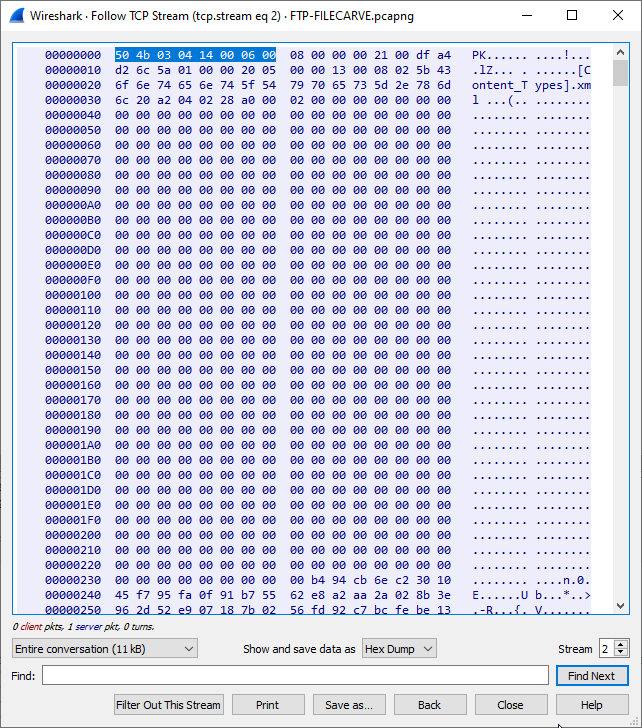 Wireshark · Follow TCP Stream (tcp.stream eq 2) · FTP-FILECARVE.pcapng
00000000 50 4b 03 04 14 00 06 00 08 00 00 00 21 00 df a4 PK...... ....!...
00000010 d2 6c 5a 01 00 00 20 05 00 00 13 00 08 02 5b 43 .lZ... . ......[C
00000020 6f 6e 74 65 6e 74 5f 54 79 70 65 73 5d 2e 78 6d ontent_T ypes].xm
00000030 6c 20 a2 04 02 28 a0 00 02 00 00 00 00 00 00 00 l ...(.. ........
00000040 00 00 00 00 00 00 00 00 00 00 00 00 00 00 00 00 ........ ........
00000050 00 00 00 00 00 00 00 00 00 00 00 00 00 00 00 00 ........ ........
00000060 00 00 00 00 00 00 00 00 00 00 00 00 00 00 00 00 ........ ........
00000070 00 00 00 00 00 00 00 00 00 00 00 00 00 00 00 00 ........ ........
00000080 00 00 00 00 00 00 00 00 00 00 00 00 00 00 00 00 ........ ........
00000090 00 00 00 00 00 00 00 00 00 00 00 00 00 00 00 00 ........ ........
000000A0 00 00 00 00 00 00 00 00 00 00 00 00 00 00 00 00 ........ ........
000000B0 00 00 00 00 00 00 00 00 00 00 00 00 00 00 00 00 ........ ........
000000C0 00 00 00 00 00 00 00 00 00 00 00 00 00 00 00 00 ........ ........
000000D0 00 00 00 00 00 00 00 00 00 00 00 00 00 00 00 00 ........ ........
000000E0 00 00 00 00 00 00 00 00 00 00 00 00 00 00 00 00 ........ ........
000000F0 00 00 00 00 00 00 00 00 00 00 00 00 00 00 00 00 ........ ........
00000100 00 00 00 00 00 00 00 00 00 00 00 00 00 00 00 00 ........ ........
00000110 00 00 00 00 00 00 00 00 00 00 00 00 00 00 00 00 ........ ........
00000120 00 00 00 00 00 00 00 00 00 00 00 00 00 00 00 00 ........ ........
00000130 00 00 00 00 00 00 00 00 00 00 00 00 00 00 00 00 ........ ........
00000140 00 00 00 00 00 00 00 00 00 00 00 00 00 00 00 00 ........ ........
00000150 00 00 00 00 00 00 00 00 00 00 00 00 00 00 00 00 ........ ........
00000160 00 00 00 00 00 00 00 00 00 00 00 00 00 00 00 00 ........ ........
00000170 00 00 00 00 00 00 00 00 00 00 00 00 00 00 00 00 ........ ........
00000180 00 00 00 00 00 00 00 00 00 00 00 00 00 00 00 00 ........ ........
00000190 00 00 00 00 00 00 00 00 00 00 00 00 00 00 00 00 ........ ........
000001A0 00 00 00 00 00 00 00 00 00 00 00 00 00 00 00 00 ........ ........
000001B0 00 00 00 00 00 00 00 00 00 00 00 00 00 00 00 00 ........ ........
000001C0 00 00 00 00 00 00 00 00 00 00 00 00 00 00 00 00 ........ ........
000001D0 00 00 00 00 00 00 00 00 00 00 00 00 00 00 00 00 ........ ........
000001E0 00 00 00 00 00 00 00 00 00 00 00 00 00 00 00 00 ........ ........
000001F0 00 00 00 00 00 00 00 00 00 00 00 00 00 00 00 00 ........ ........
00000200 00 00 00 00 00 00 00 00 00 00 00 00 00 00 00 00 ........ ........
00000210 00 00 00 00 00 00 00 00 00 00 00 00 00 00 00 00 ........ ........
00000220 00 00 00 00 00 00 00 00 00 00 00 00 00 00 00 00 ........ ........
00000230 00 00 00 00 00 00 00 00 00 b4 94 cb 6e c2 30 10 ........ ....n.0.
00000240 45 f7 95 fa 0f 91 b7 55 62 e8 a2 aa 2a 02 8b 3e E......U b...*..>
00000250 96 2d 52 e9 07 18 7b 02 56 fd 92 c7 bc fe be 13 .-R...{. V.......
0 client pkts, 1 server pkt, 0 turns.
Entire conversation (11 kB) Show and save data as Hex Dump Stream 2
Find: Find Next
Filter Out This Stream Print Save as... Back Close Help